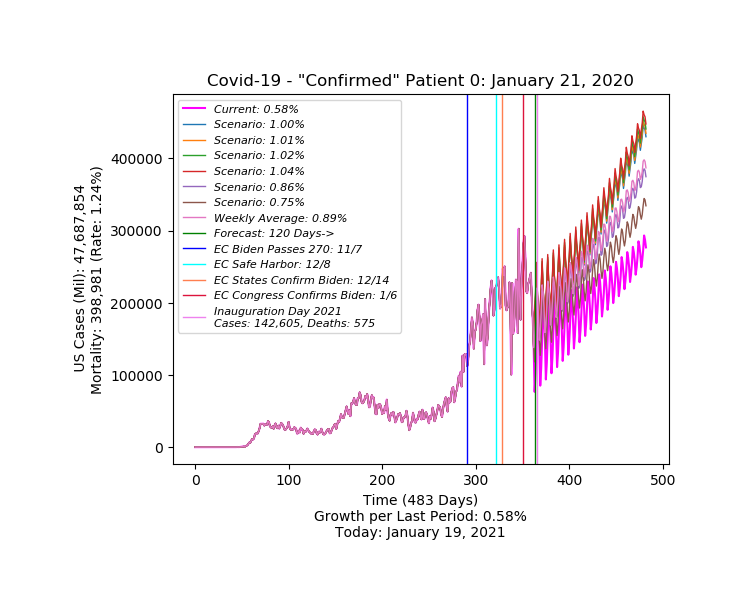 Covid-19 - "Confirmed" Patient 0: January 21, 2020
US Cases (Mil): 47,687,854
Mortality: 398,981 (Rate: 1.24%)
400000
300000
200000
100000
0
Current: 0.58%
Scenario: 1.00%
Scenario: 1.01%
Scenario: 1.02%
Scenario: 1.04%
Scenario: 0.86%
Scenario: 0.75%
Weekly Average: 0.89%
Forecast: 120 Days->
EC Biden Passes 270: 11/7
EC Safe Harbor: 12/8
EC States Confirm Biden: 12/14
EC Congress Confirms Biden: 1/6
Inauguration Day 2021
Cases: 142,605, Deaths: 575
0 100 200 300 400 500
Time (483 Days)
Growth per Last Period: 0.58%
Today: January 19, 2021